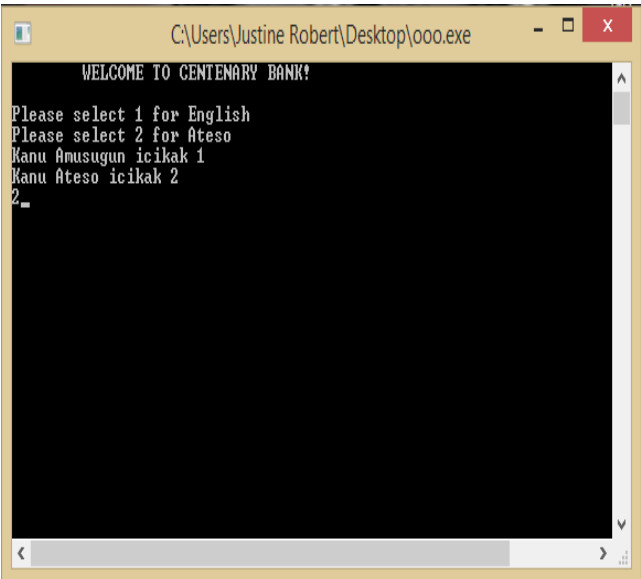 C:\Users\Justine Robert\Desktop\ooo.exe
WELCOME TO CENTENARY BANK!
Please select 1 for English
Please select 2 for Ateso
Kanu Amusugun icikak 1
Kanu Ateso icikak 2
2_